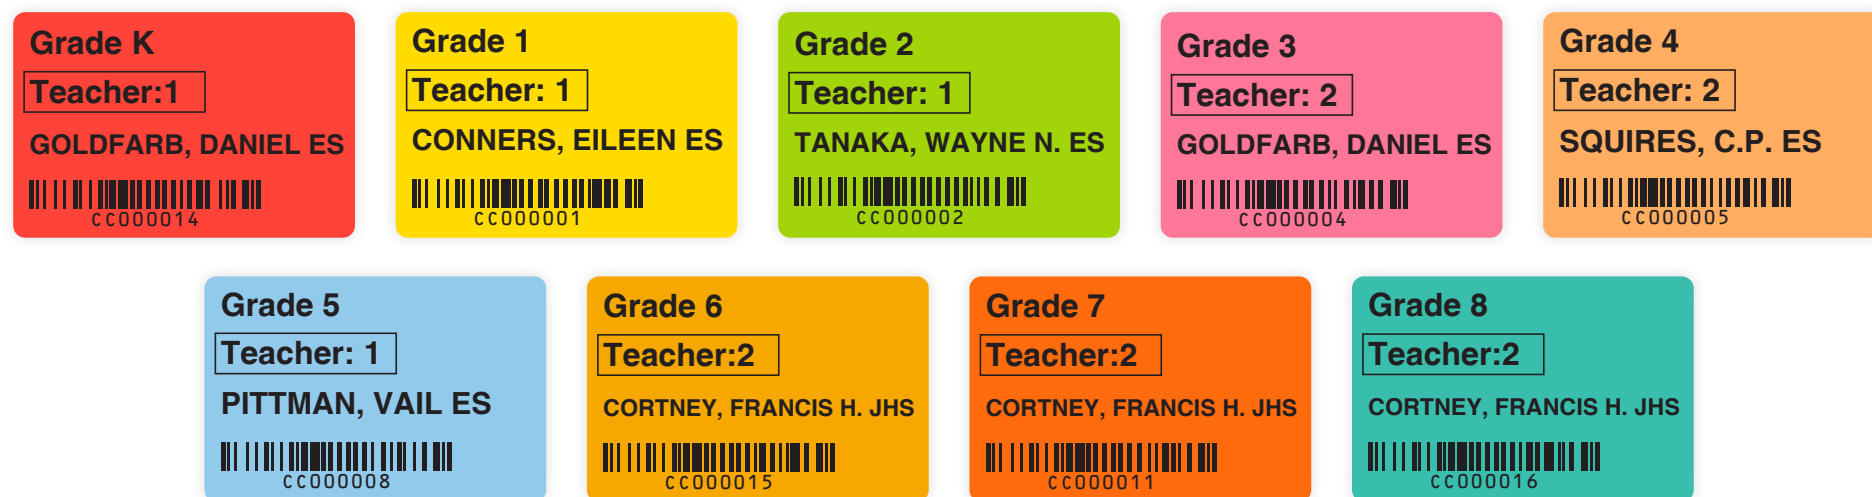 Grade K
Teacher:1
GOLDFARB, DANIEL ES
CC000014
Grade 1
Teacher: 1
CONNERS, EILEEN ES
CC000001
Grade 2
Teacher: 1
TANAKA, WAYNE N. ES
CC000002
Grade 3
Teacher: 2
GOLDFARB, DANIEL ES
CC000004
Grade 4
Teacher: 2
SQUIRES, C.P. ES
CC000005
Grade 5
Teacher: 1
PITTMAN, VAIL ES
CC000008
Grade 6
Teacher:2
CORTNEY, FRANCIS H. JHS
CC000015
Grade 7
Teacher:2
CORTNEY, FRANCIS H. JHS
CC000011
Grade 8
Teacher:2
CORTNEY, FRANCIS H. JHS
CC000016